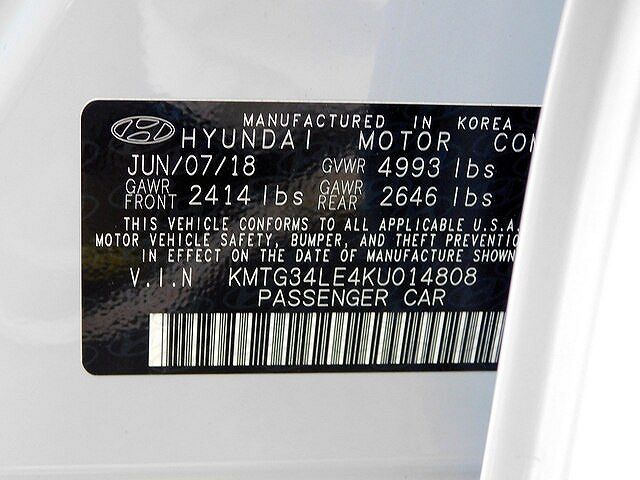 MANUFACTURED IN KOREA
HYUNDAI MOTOR
JUN/07/18 GVWR 4993 lbs
GAWR FRONT 2414 lbs GAWR REAR 2646 lbs
THIS VEHICLE CONFORMS TO ALL APPLICABLE U.S.A.
MOTOR VEHICLE SAFETY, BUMPER, AND THEFT
IN EFFECT ON THE DATE OF MANUFACTURE SHOWN
V.I.N KMTG34LE4KU014808
PASSENGER CAR